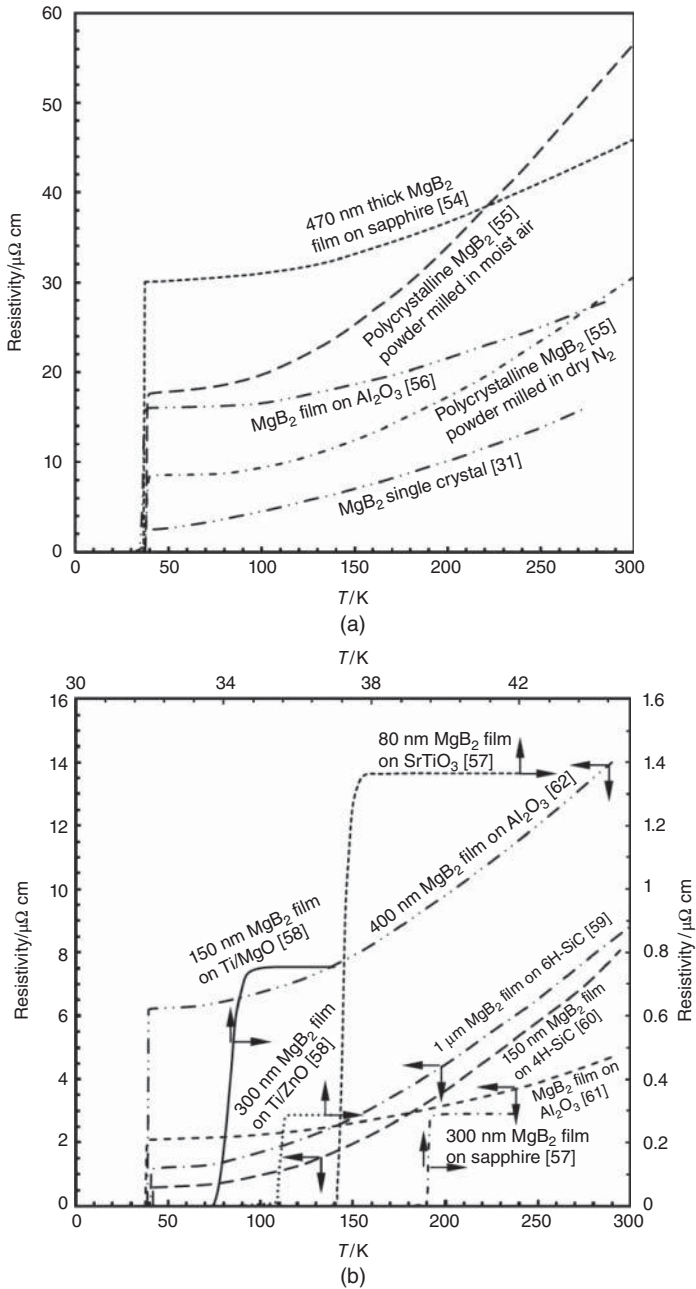 60
50
40
30
20
10
0
Resistivity/μΩ cm
470 nm thick MgB2
film on sapphire [54]
Polycrystalline MgB2 [55]
powder milled in moist air
MgB2 film on Al2O3 [56]
Polycrystalline MgB2 [55]
powder milled in dry N2
MgB2 single crystal [31]
0 50 100 150 200 250 300
T/K
(a)
T/K
30 34 38 42
16
14
12
10
8
6
4
2
0
Resistivity/μΩ cm
1.6
1.4
1.2
1
0.8
0.6
0.4
0.2
0
Resistivity/μΩ cm
80 nm MgB2 film
on SrTiO3 [57]
400 nm MgB2 film on Al2O3 [62]
150 nm MgB2 film
on Ti/MgO [58]
300 nm MgB2 film
on Ti/ZnO [58]
1 μm MgB2 film on 6H-SiC [59]
150 nm MgB2 film
on 4H-SiC [60]
MgB2 film on
Al2O3 [61]
300 nm MgB2 film
on sapphire [57]
0 50 100 150 200 250 300
T/K
(b)